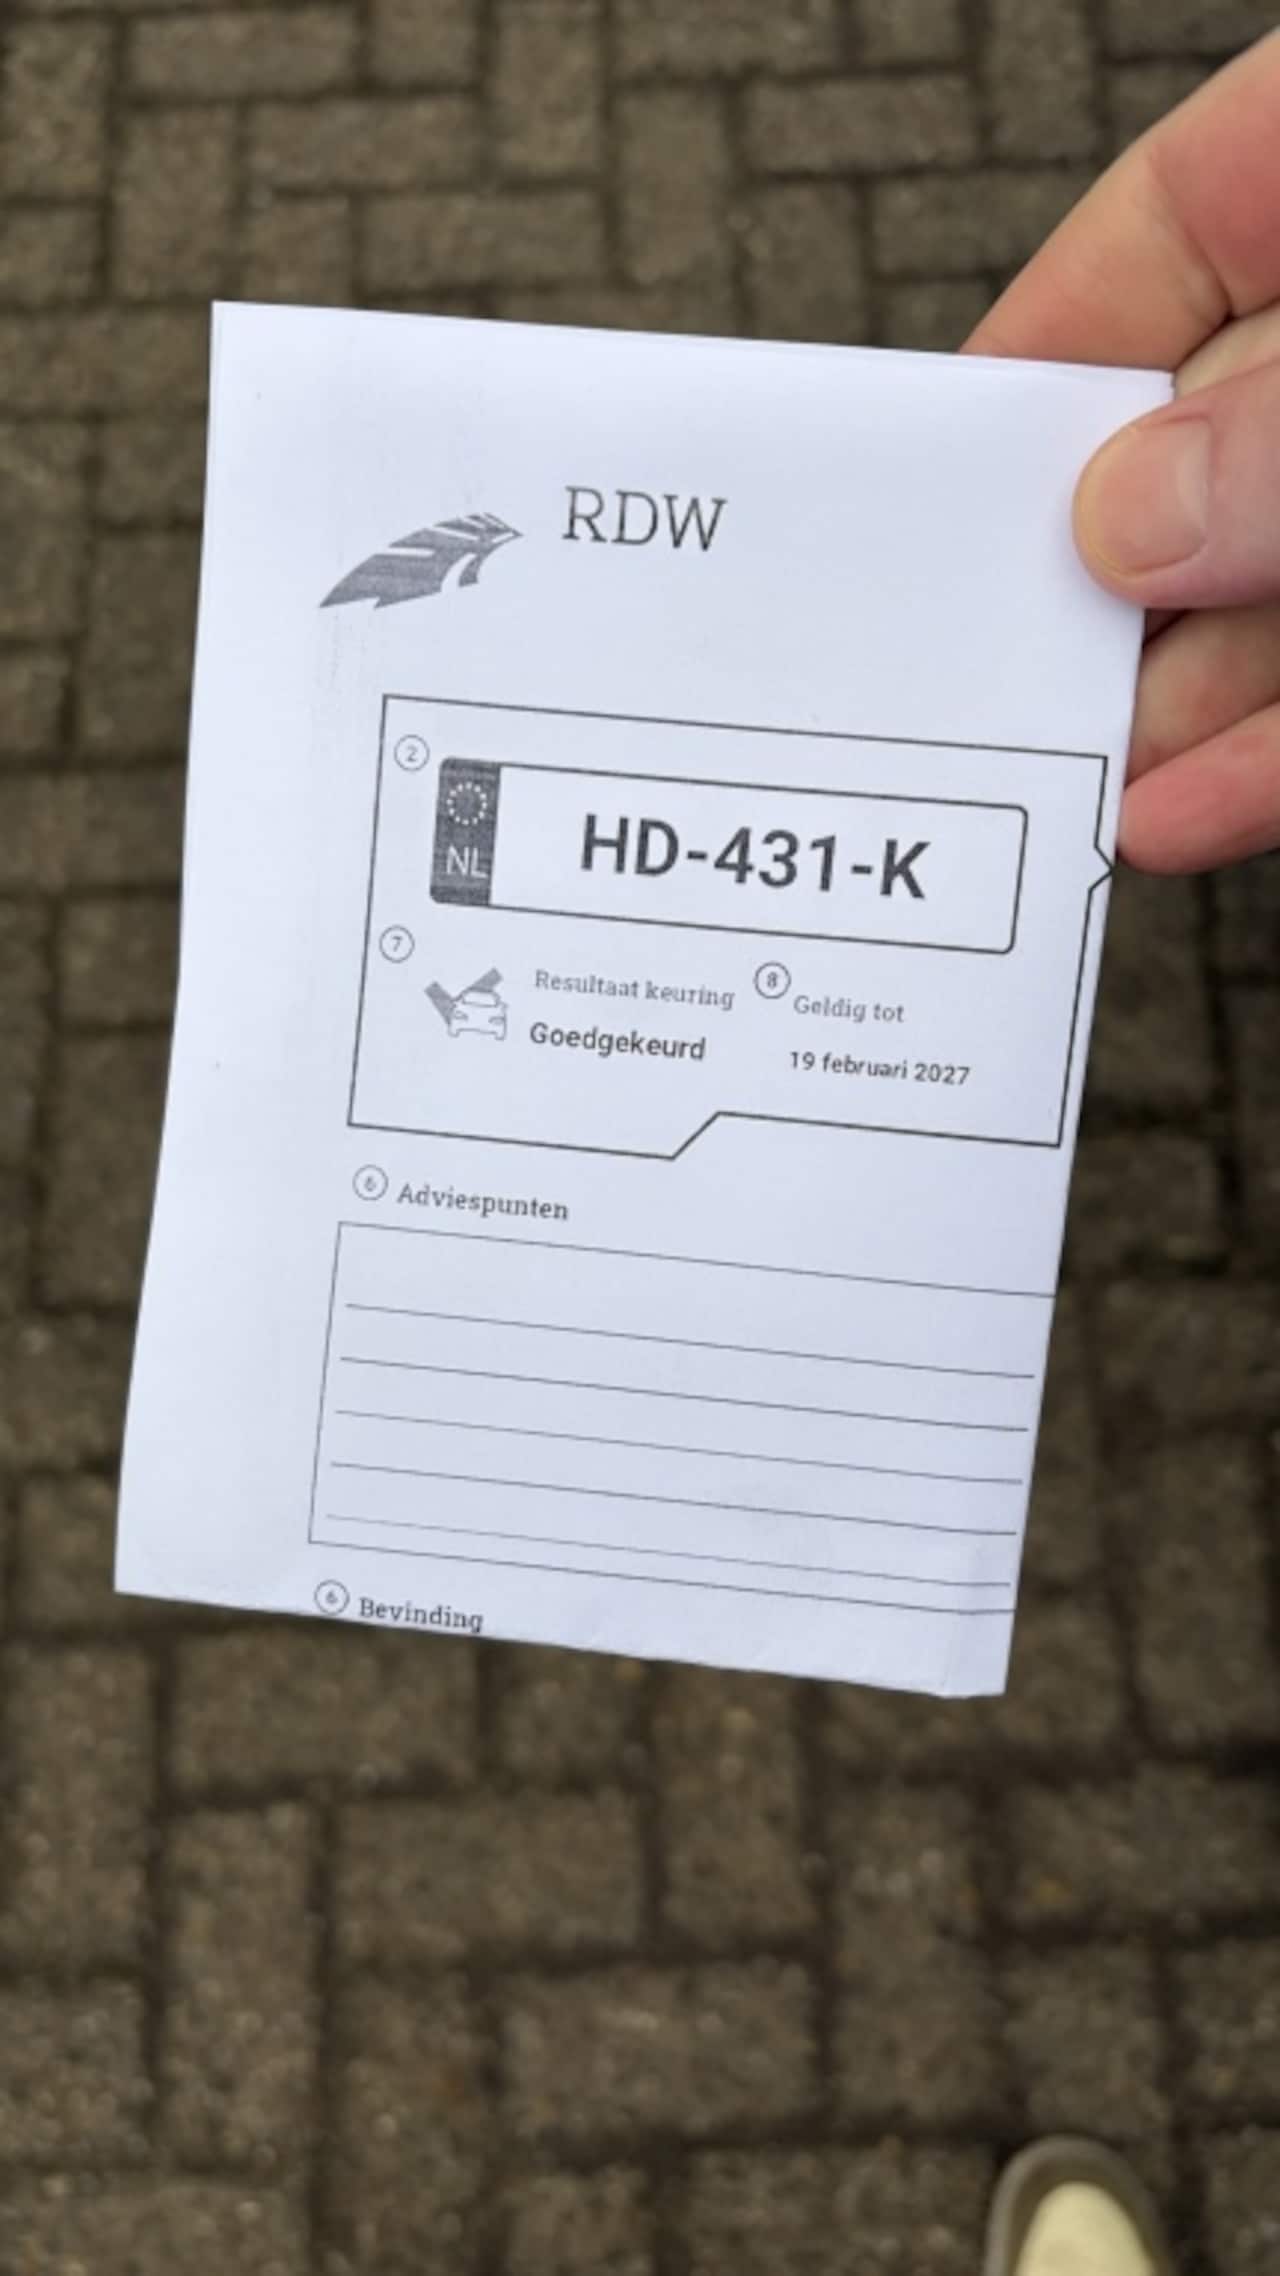 RDW
2
NL HD-431-K
7 Resultaat keuring 8 Geldig tot
Goedgekeurd 19 februari 2027
6 Adviespunten
6 Bevinding